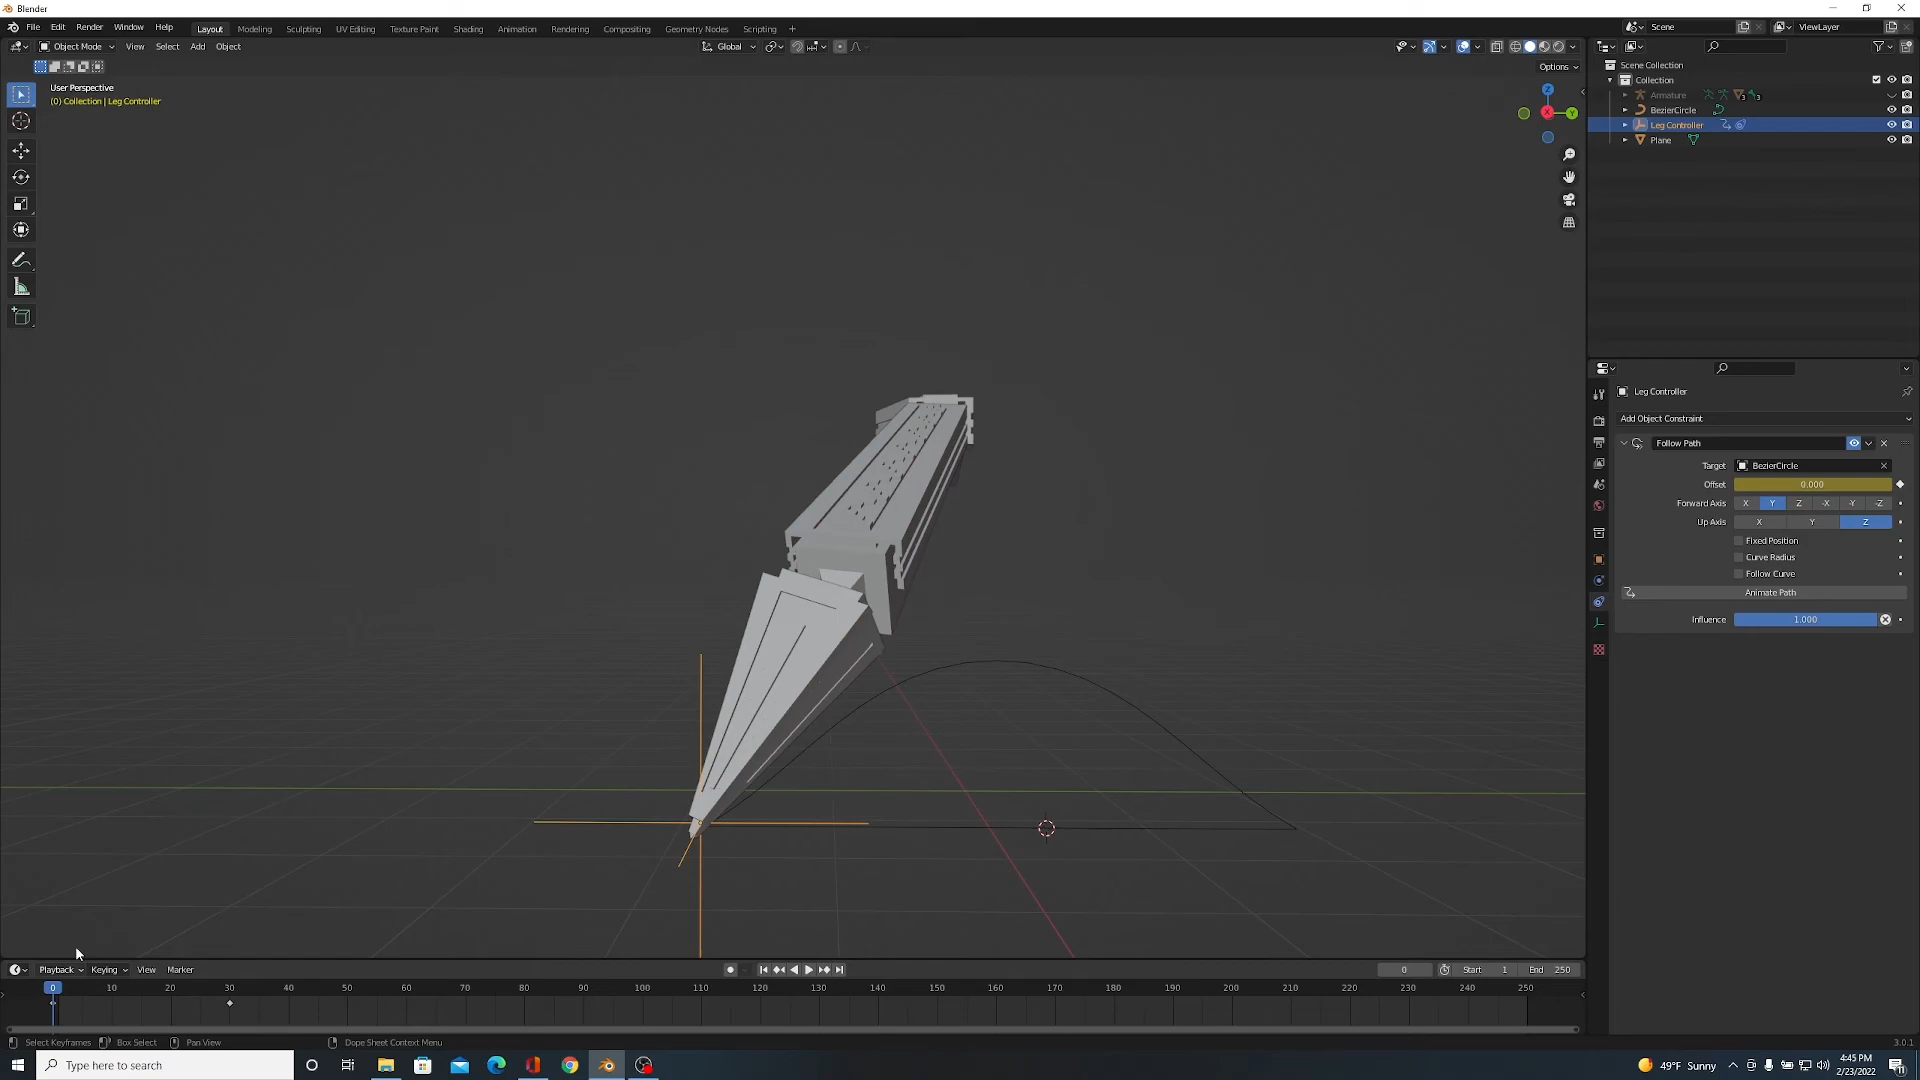 Blender
File Edit Render Window Help
Layout Modeling Sculpting UV Editing Texture Paint Shading Animation Rendering Compositing Geometry Nodes Scripting +
Scene
ViewLayer
Object Mode View Select Add Object
Global
Options
User Perspective
(0) Collection | Leg Controller
Z
Y
X
Scene Collection
Collection
Armature 3 3
BezierCircle
Leg Controller
Plane
Leg Controller
Add Object Constraint
Follow Path
Target BezierCircle
Offset 0.000
Forward Axis X Y Z -X -Y -Z
Up Axis X Y Z
Fixed Position
Curve Radius
Follow Curve
Animate Path
Influence 1.000
Playback Keying View Marker
0 Start 1 End 250
0 10 20 30 40 50 60 70 80 90 100 110 120 130 140 150 160 170 180 190 200 210 220 230 240 250
Select Keyframes Box Select Pan View Dope Sheet Context Menu 3.0.1
Type here to search
49°F Sunny
4:45 PM
2/23/2022